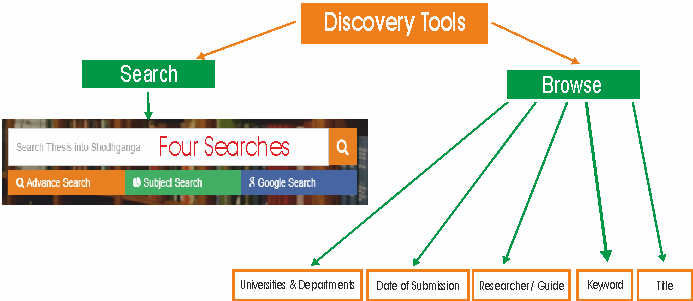 Discovery Tools
Search
Browse
Search Thesis into Shodhganga
Four Searches
Advance Search
Subject Search
Google Search
Universities & Departments
Date of Submission
Researcher/ Guide
Keyword
Title